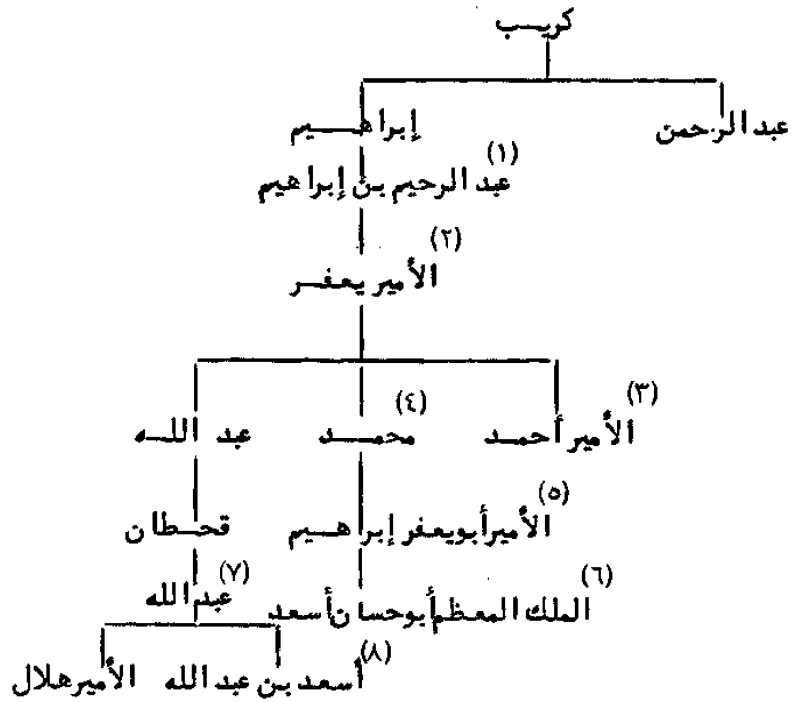 كريب
عبد الرحمن إبراهيم
(١)
عبد الرحيم بن إبراهيم
(٢)
الأمير يعفر
(٣) (٤)
الأمير أحمد محمد عبد الله
(٥)
الأمير أبو يعفر إبراهيم قحطان
(٦) (٧)
الملك المعظم أبو حسان أسعد عبد الله
(٨)
أسعد بن عبد الله الأمير هلال